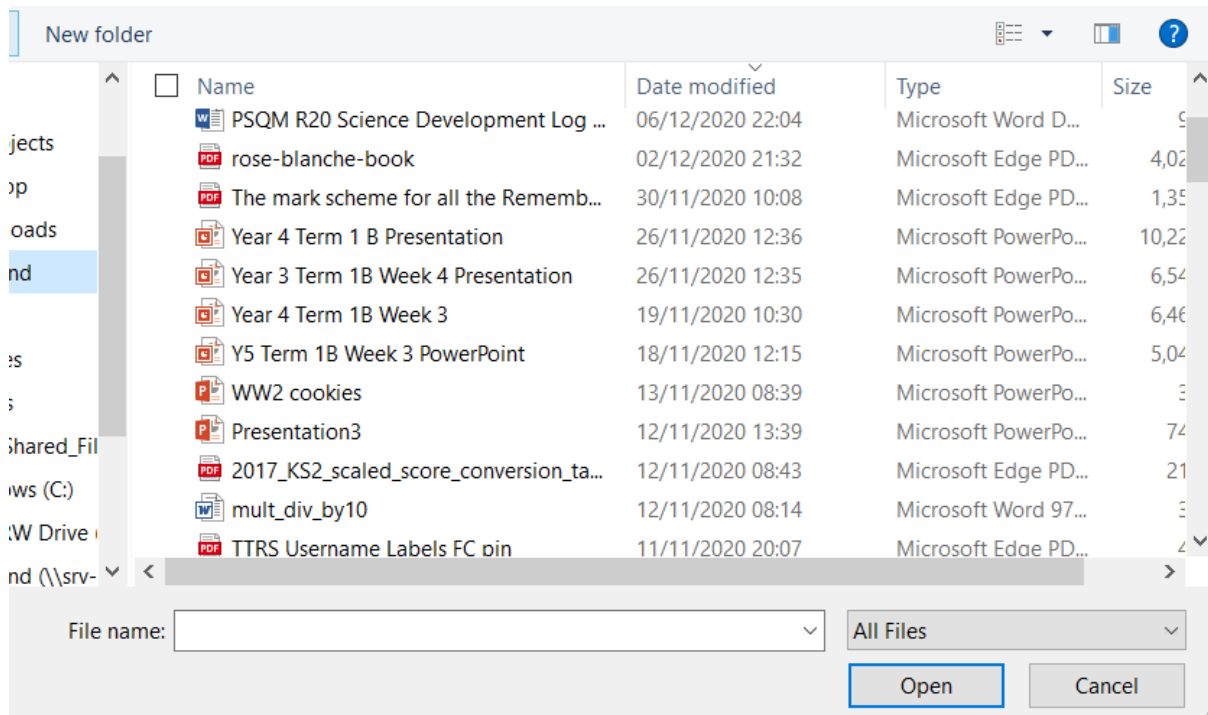 New folder
Name Date modified Type Size
PSQM R20 Science Development Log ... 06/12/2020 22:04 Microsoft Word D...
rose-blanche-book 02/12/2020 21:32 Microsoft Edge PD... 4,02
The mark scheme for all the Rememb... 30/11/2020 10:08 Microsoft Edge PD... 1,35
Year 4 Term 1 B Presentation 26/11/2020 12:36 Microsoft PowerPo... 10,22
Year 3 Term 1B Week 4 Presentation 26/11/2020 12:35 Microsoft PowerPo... 6,54
Year 4 Term 1B Week 3 19/11/2020 10:30 Microsoft PowerPo... 6,46
Y5 Term 1B Week 3 PowerPoint 18/11/2020 12:15 Microsoft PowerPo... 5,04
WW2 cookies 13/11/2020 08:39 Microsoft PowerPo...
Presentation3 12/11/2020 13:39 Microsoft PowerPo... 74
2017_KS2_scaled_score_conversion_ta... 12/11/2020 08:43 Microsoft Edge PD... 21
mult_div_by10 12/11/2020 08:14 Microsoft Word 97...
TTRS Username Labels FC pin 11/11/2020 20:07 Microsoft Edge PD...
jects
op
oads
nd
es
s
Shared_Fil
ows (C:)
RW Drive
nd (\\srv-
File name: All Files
Open Cancel